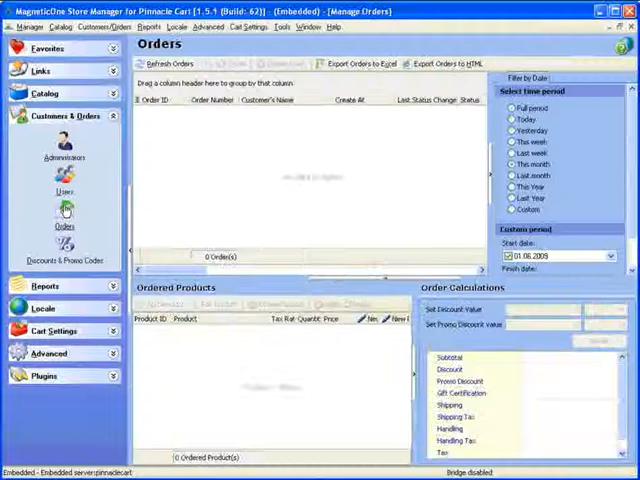 MagneticOne Store Manager for Pinnacle Cart [1.5.4 (Build: 62)] - (Embedded) - [Manage Orders]
Manager Catalog Customers/Orders Reports Locale Advanced Cart Settings Tools Window Help
Favorites
Links
Catalog
Customers & Orders
Administrators
Users
Orders
Discounts & Promo Codes
Reports
Locale
Cart Settings
Advanced
Plugins
Orders
Refresh Orders Export Orders to Excel Export Orders to HTML
Drag a column header here to group by that column
Order ID Order Number Customer's Name Create At Last Status Change Status
0 Order(s)
Filter by Date
Select time period
Full period
Today
Yesterday
This week
Last week
This month
Last month
This Year
Last Year
Custom
Custom period
Start date:
01.06.2009
Finish date:
Ordered Products
Product ID Product Tax Rat Quantit Price New New P
0 Ordered Product(s)
Order Calculations
Set Discount Value
Set Promo Discount value
Subtotal
Discount
Promo Discount
Gift Certification
Shipping
Shipping Tax
Handling
Handling Tax
Tax
Embedded - Embedded server:pinnaclecart Bridge disabled